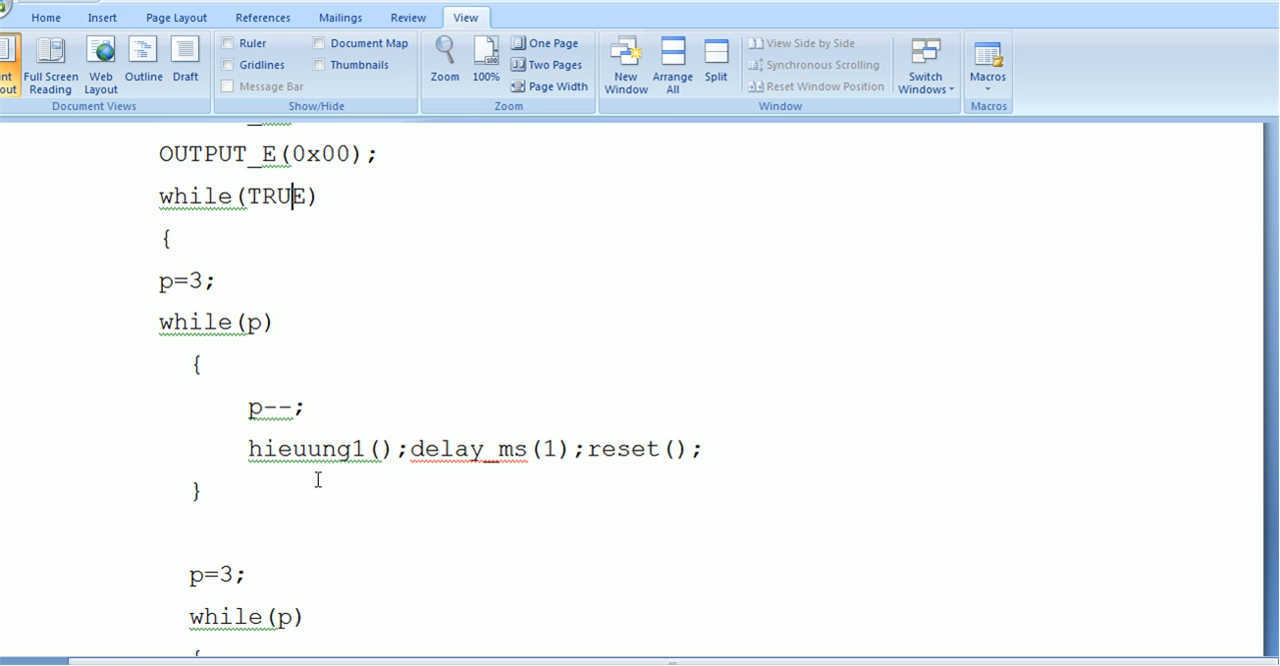 Home Insert Page Layout References Mailings Review View
Ruler Document Map One Page View Side by Side
Gridlines Thumbnails Two Pages Synchronous Scrolling
Message Bar Page Width Reset Window Position
Full Screen Reading Web Layout Outline Draft Zoom 100% New Window Arrange All Split Switch Windows Macros
Document Views Show/Hide Zoom Window Macros
OUTPUT_E(0x00);
while(TRUE)
{
p=3;
while(p)
{
p--;
hieuung1();delay_ms(1);reset();
}
p=3;
while(p)